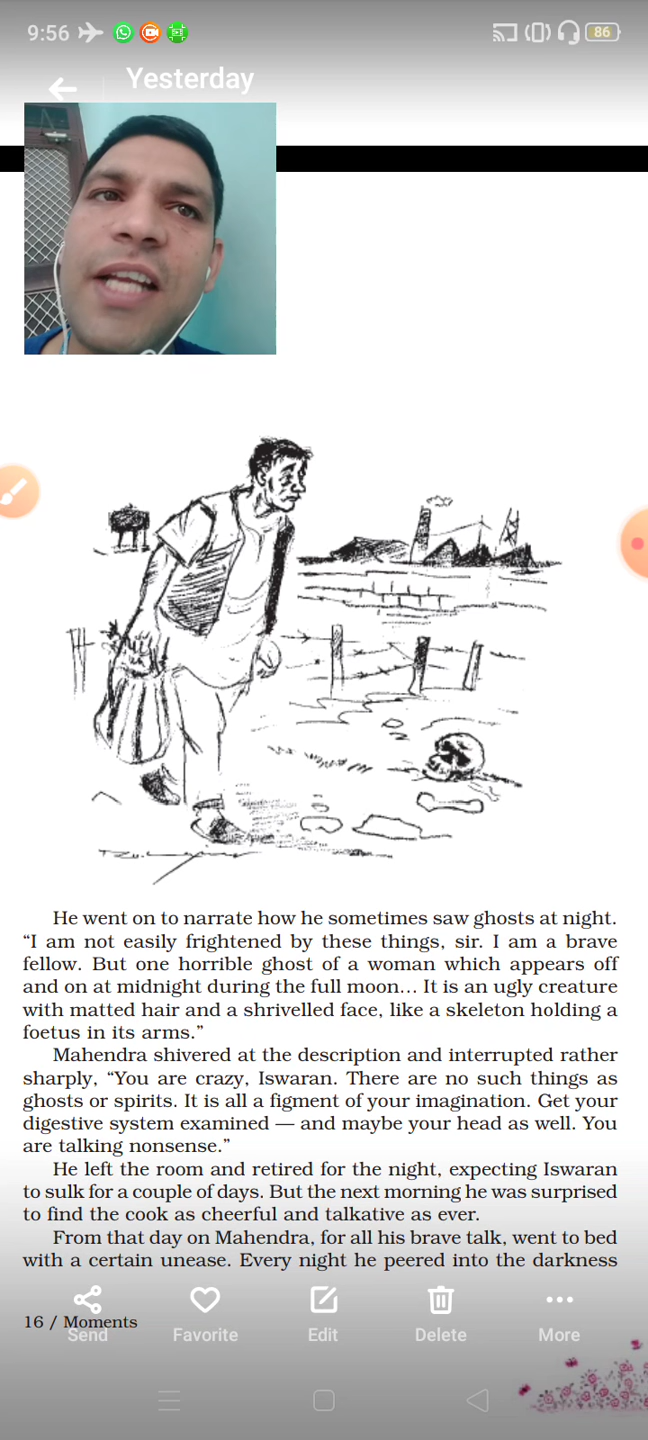 9:56
86
Yesterday
He went on to narrate how he sometimes saw ghosts at night.
“I am not easily frightened by these things, sir. I am a brave
fellow. But one horrible ghost of a woman which appears off
and on at midnight during the full moon... It is an ugly creature
with matted hair and a shrivelled face, like a skeleton holding a
foetus in its arms.”
Mahendra shivered at the description and interrupted rather
sharply, “You are crazy, Iswaran. There are no such things as
ghosts or spirits. It is all a figment of your imagination. Get your
digestive system examined — and maybe your head as well. You
are talking nonsense.”
He left the room and retired for the night, expecting Iswaran
to sulk for a couple of days. But the next morning he was surprised
to find the cook as cheerful and talkative as ever.
From that day on Mahendra, for all his brave talk, went to bed
with a certain unease. Every night he peered into the darkness
16 / Moments
Send Favorite Edit Delete More